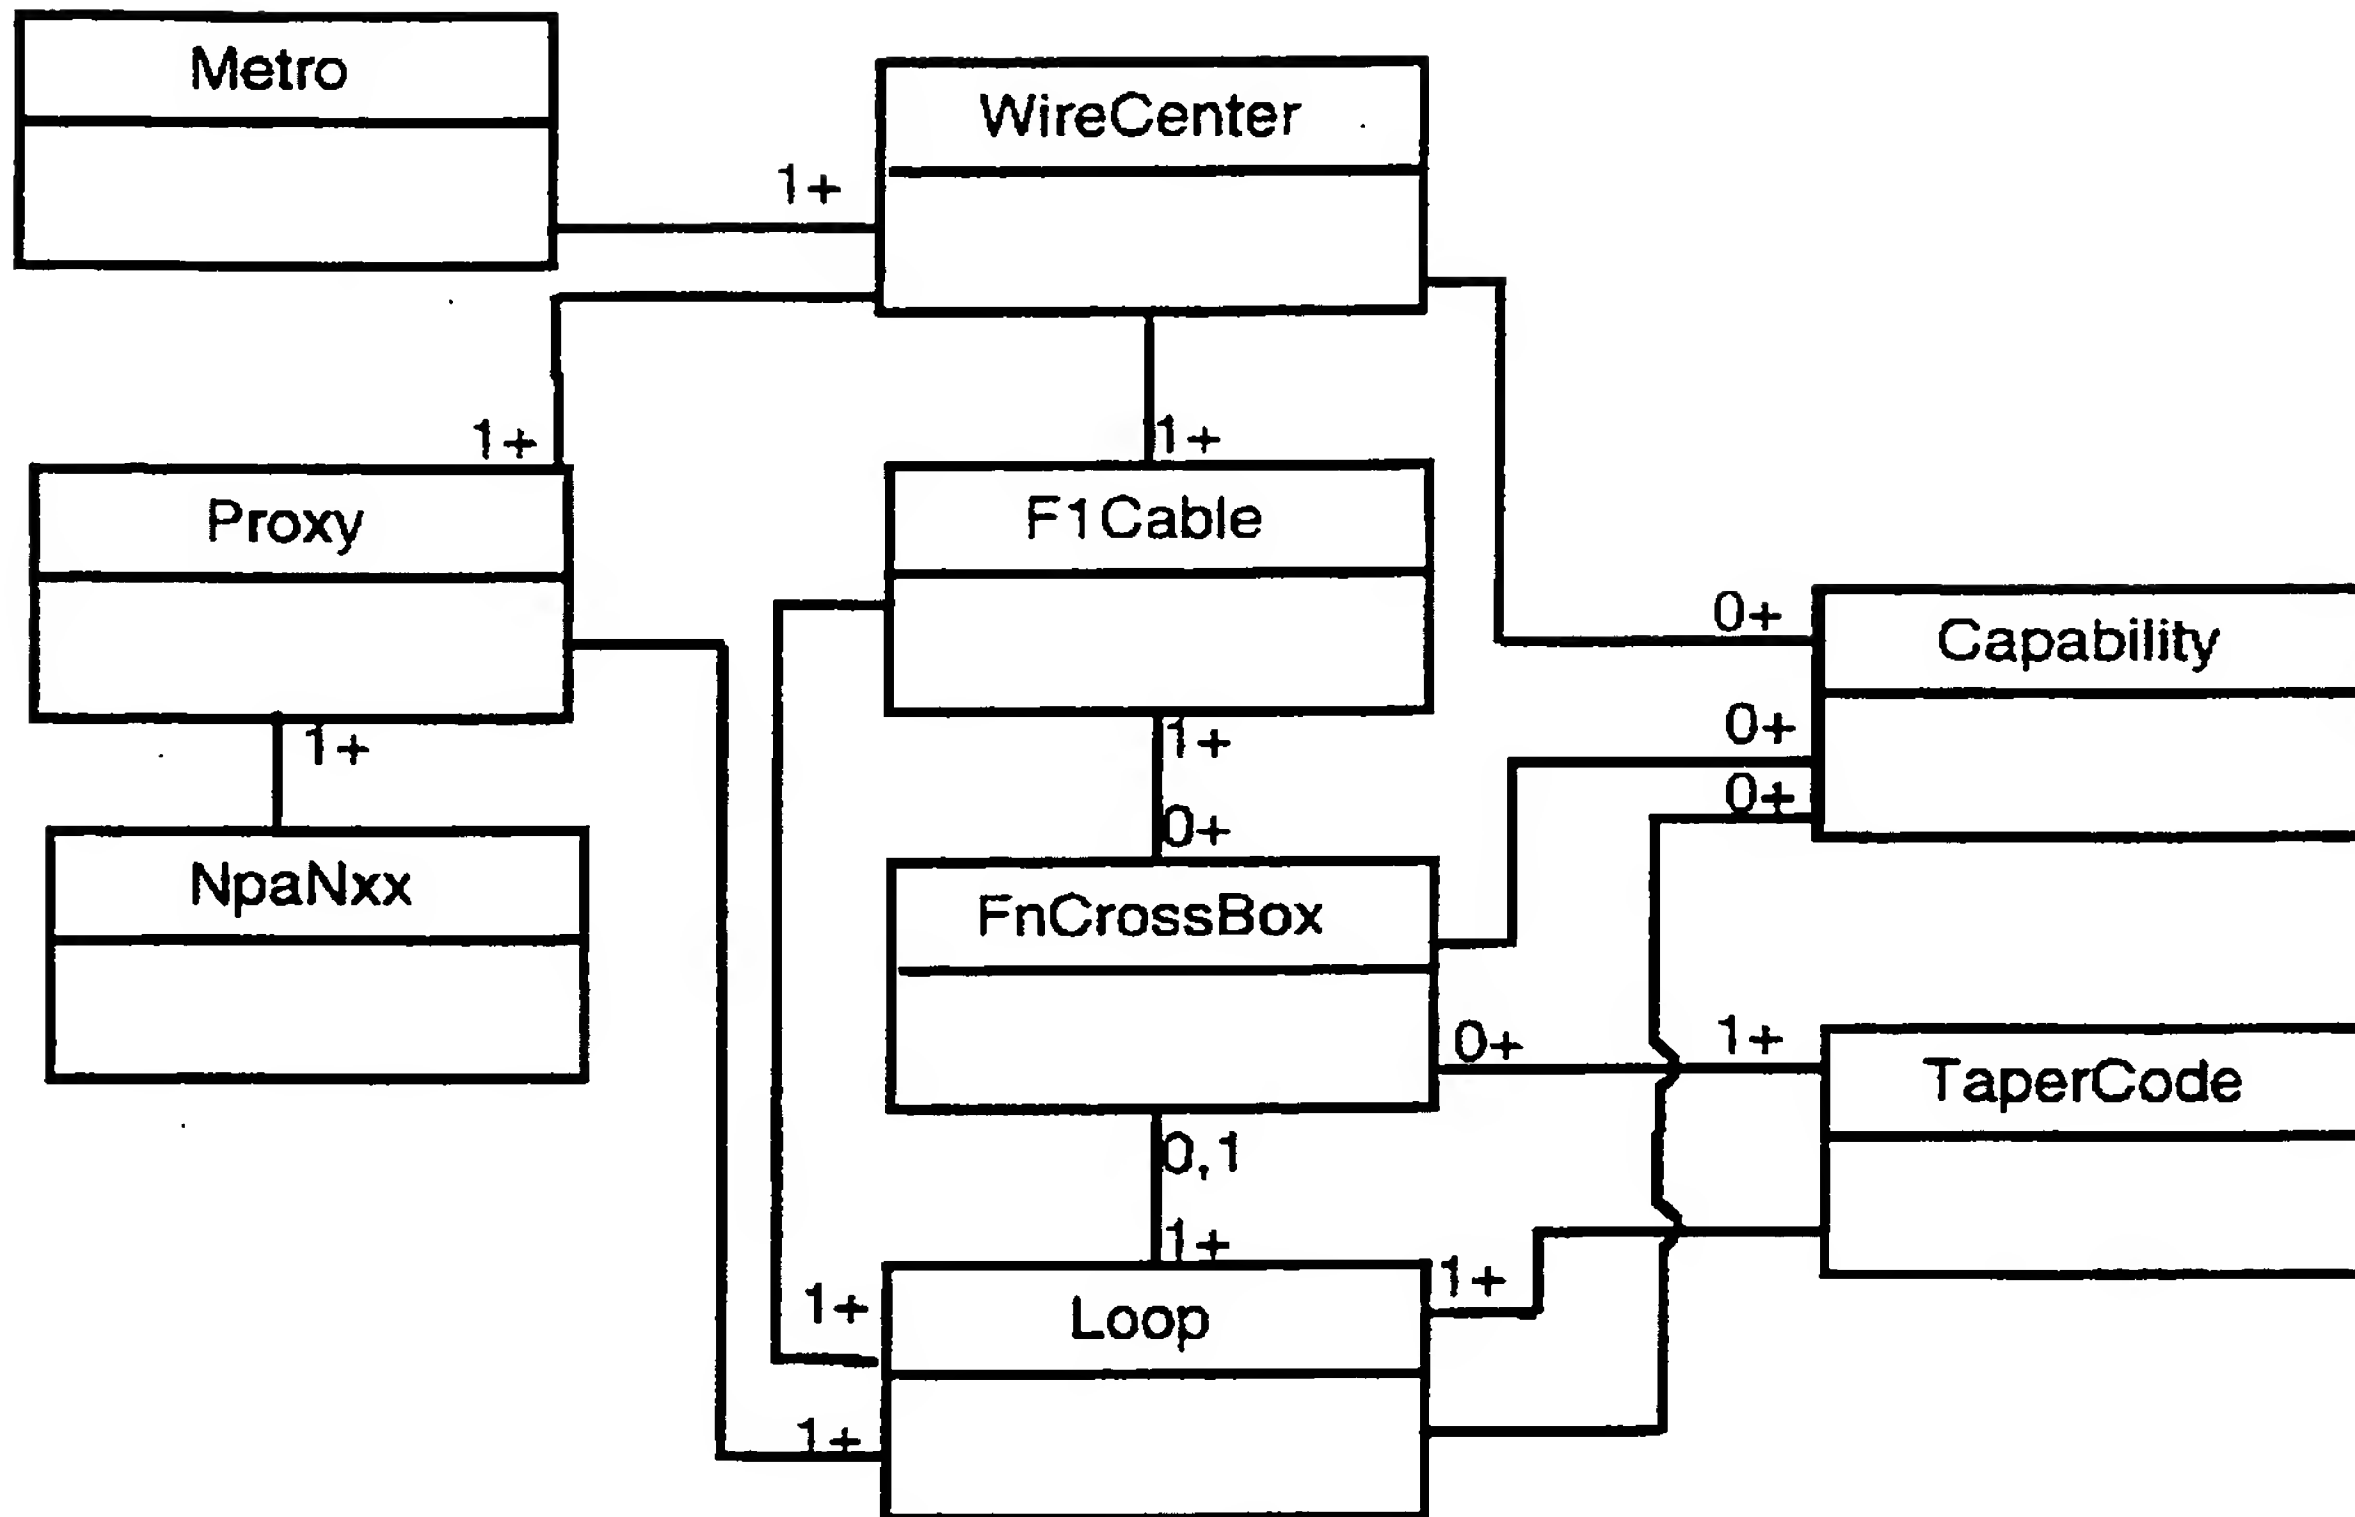 Metro
WireCenter
1+
1+
1+
Proxy
F1Cable
0+
Capability
1+
1+
0+
0+
0+
NpaNxx
FnCrossBox
0+
1+
TaperCode
0,1
1+
1+
1+
Loop
1+